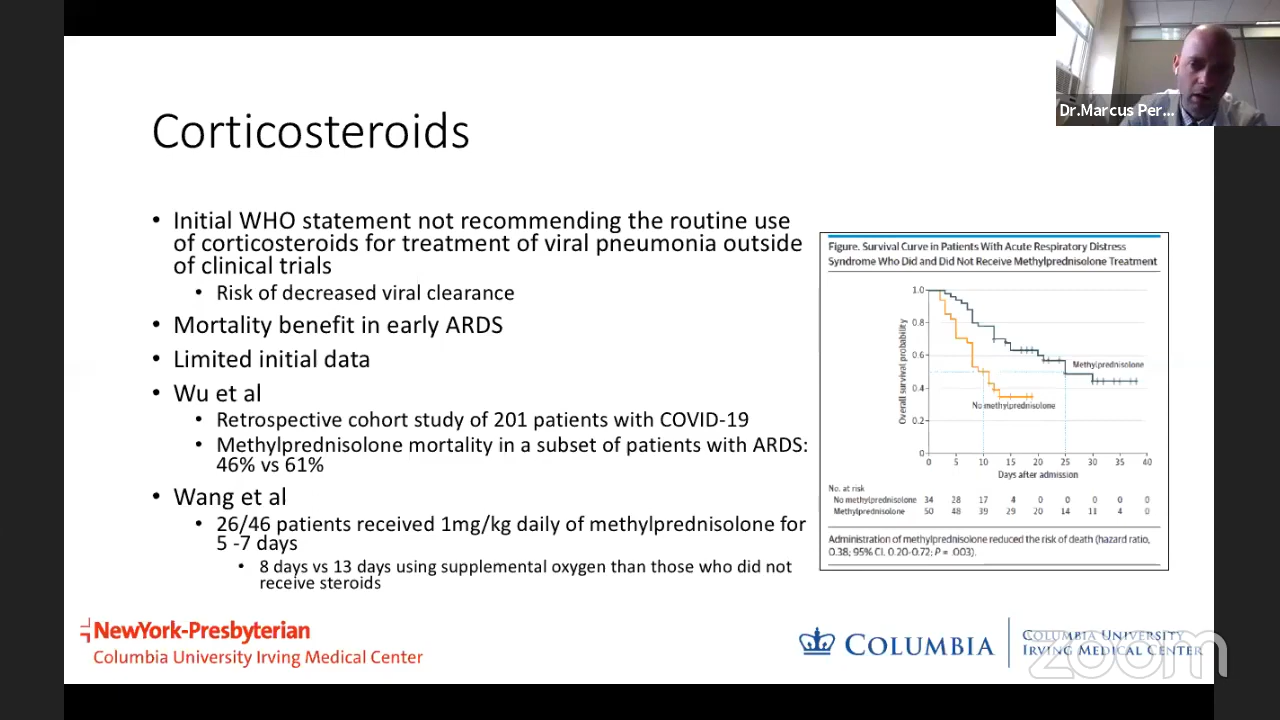 Dr.Marcus Per...
Corticosteroids
• Initial WHO statement not recommending the routine use
of corticosteroids for treatment of viral pneumonia outside
of clinical trials
• Risk of decreased viral clearance
• Mortality benefit in early ARDS
• Limited initial data
• Wu et al
• Retrospective cohort study of 201 patients with COVID-19
• Methylprednisolone mortality in a subset of patients with ARDS:
46% vs 61%
• Wang et al
• 26/46 patients received 1mg/kg daily of methylprednisolone for
5 -7 days
• 8 days vs 13 days using supplemental oxygen than those who did not
receive steroids
Figure. Survival Curve in Patients With Acute Respiratory Distress
Syndrome Who Did and Did Not Receive Methylprednisolone Treatment
Overall survival probability
1.0
0.8
0.6
0.4
0.2
0
Methylprednisolone
No methylprednisolone
0 5 10 15 20 25 30 35 40
Days after admission
No. at risk
No methylprednisolone 34 28 17 4 0 0 0 0 0
Methylprednisolone 50 48 39 29 20 14 11 4 0
Administration of methylprednisolone reduced the risk of death (hazard ratio,
0.38; 95% CI, 0.20-0.72; P = .003).
NewYork-Presbyterian
Columbia University Irving Medical Center
COLUMBIA
COLUMBIA UNIVERSITY
IRVING MEDICAL CENTER
zoom